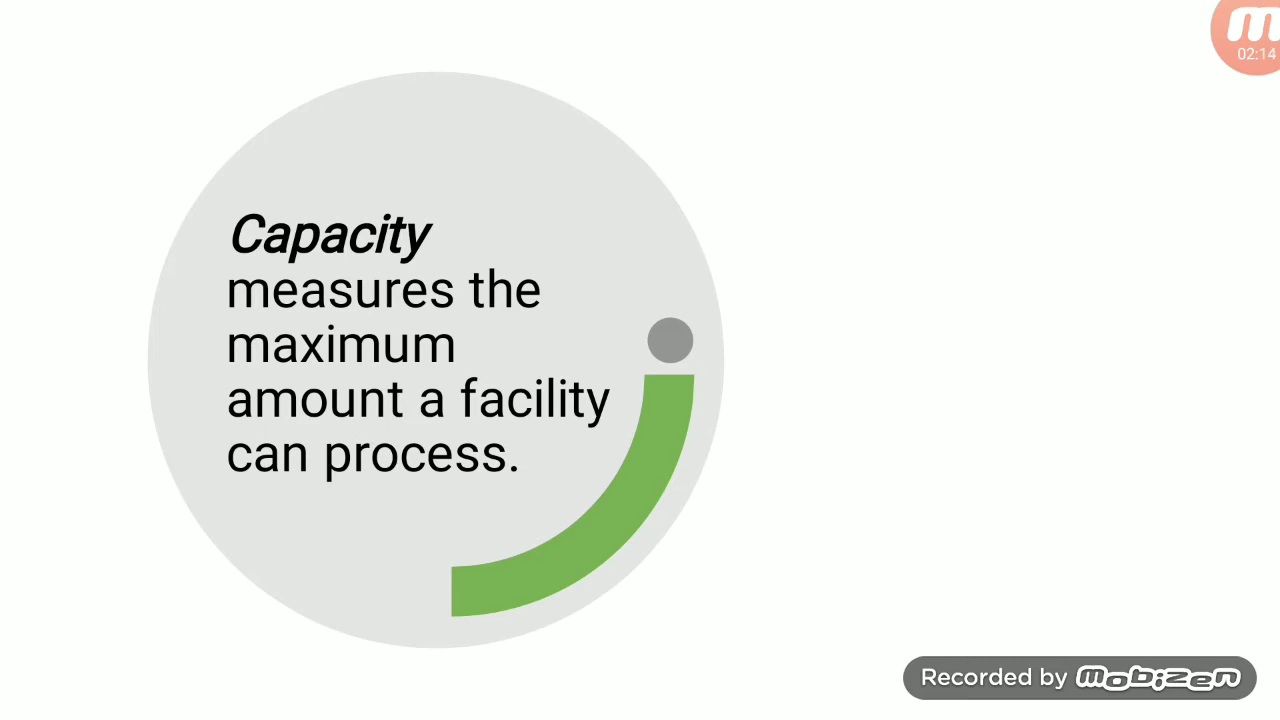 m
02:14
Capacity
measures the
maximum
amount a facility
can process.
Recorded by mobizen